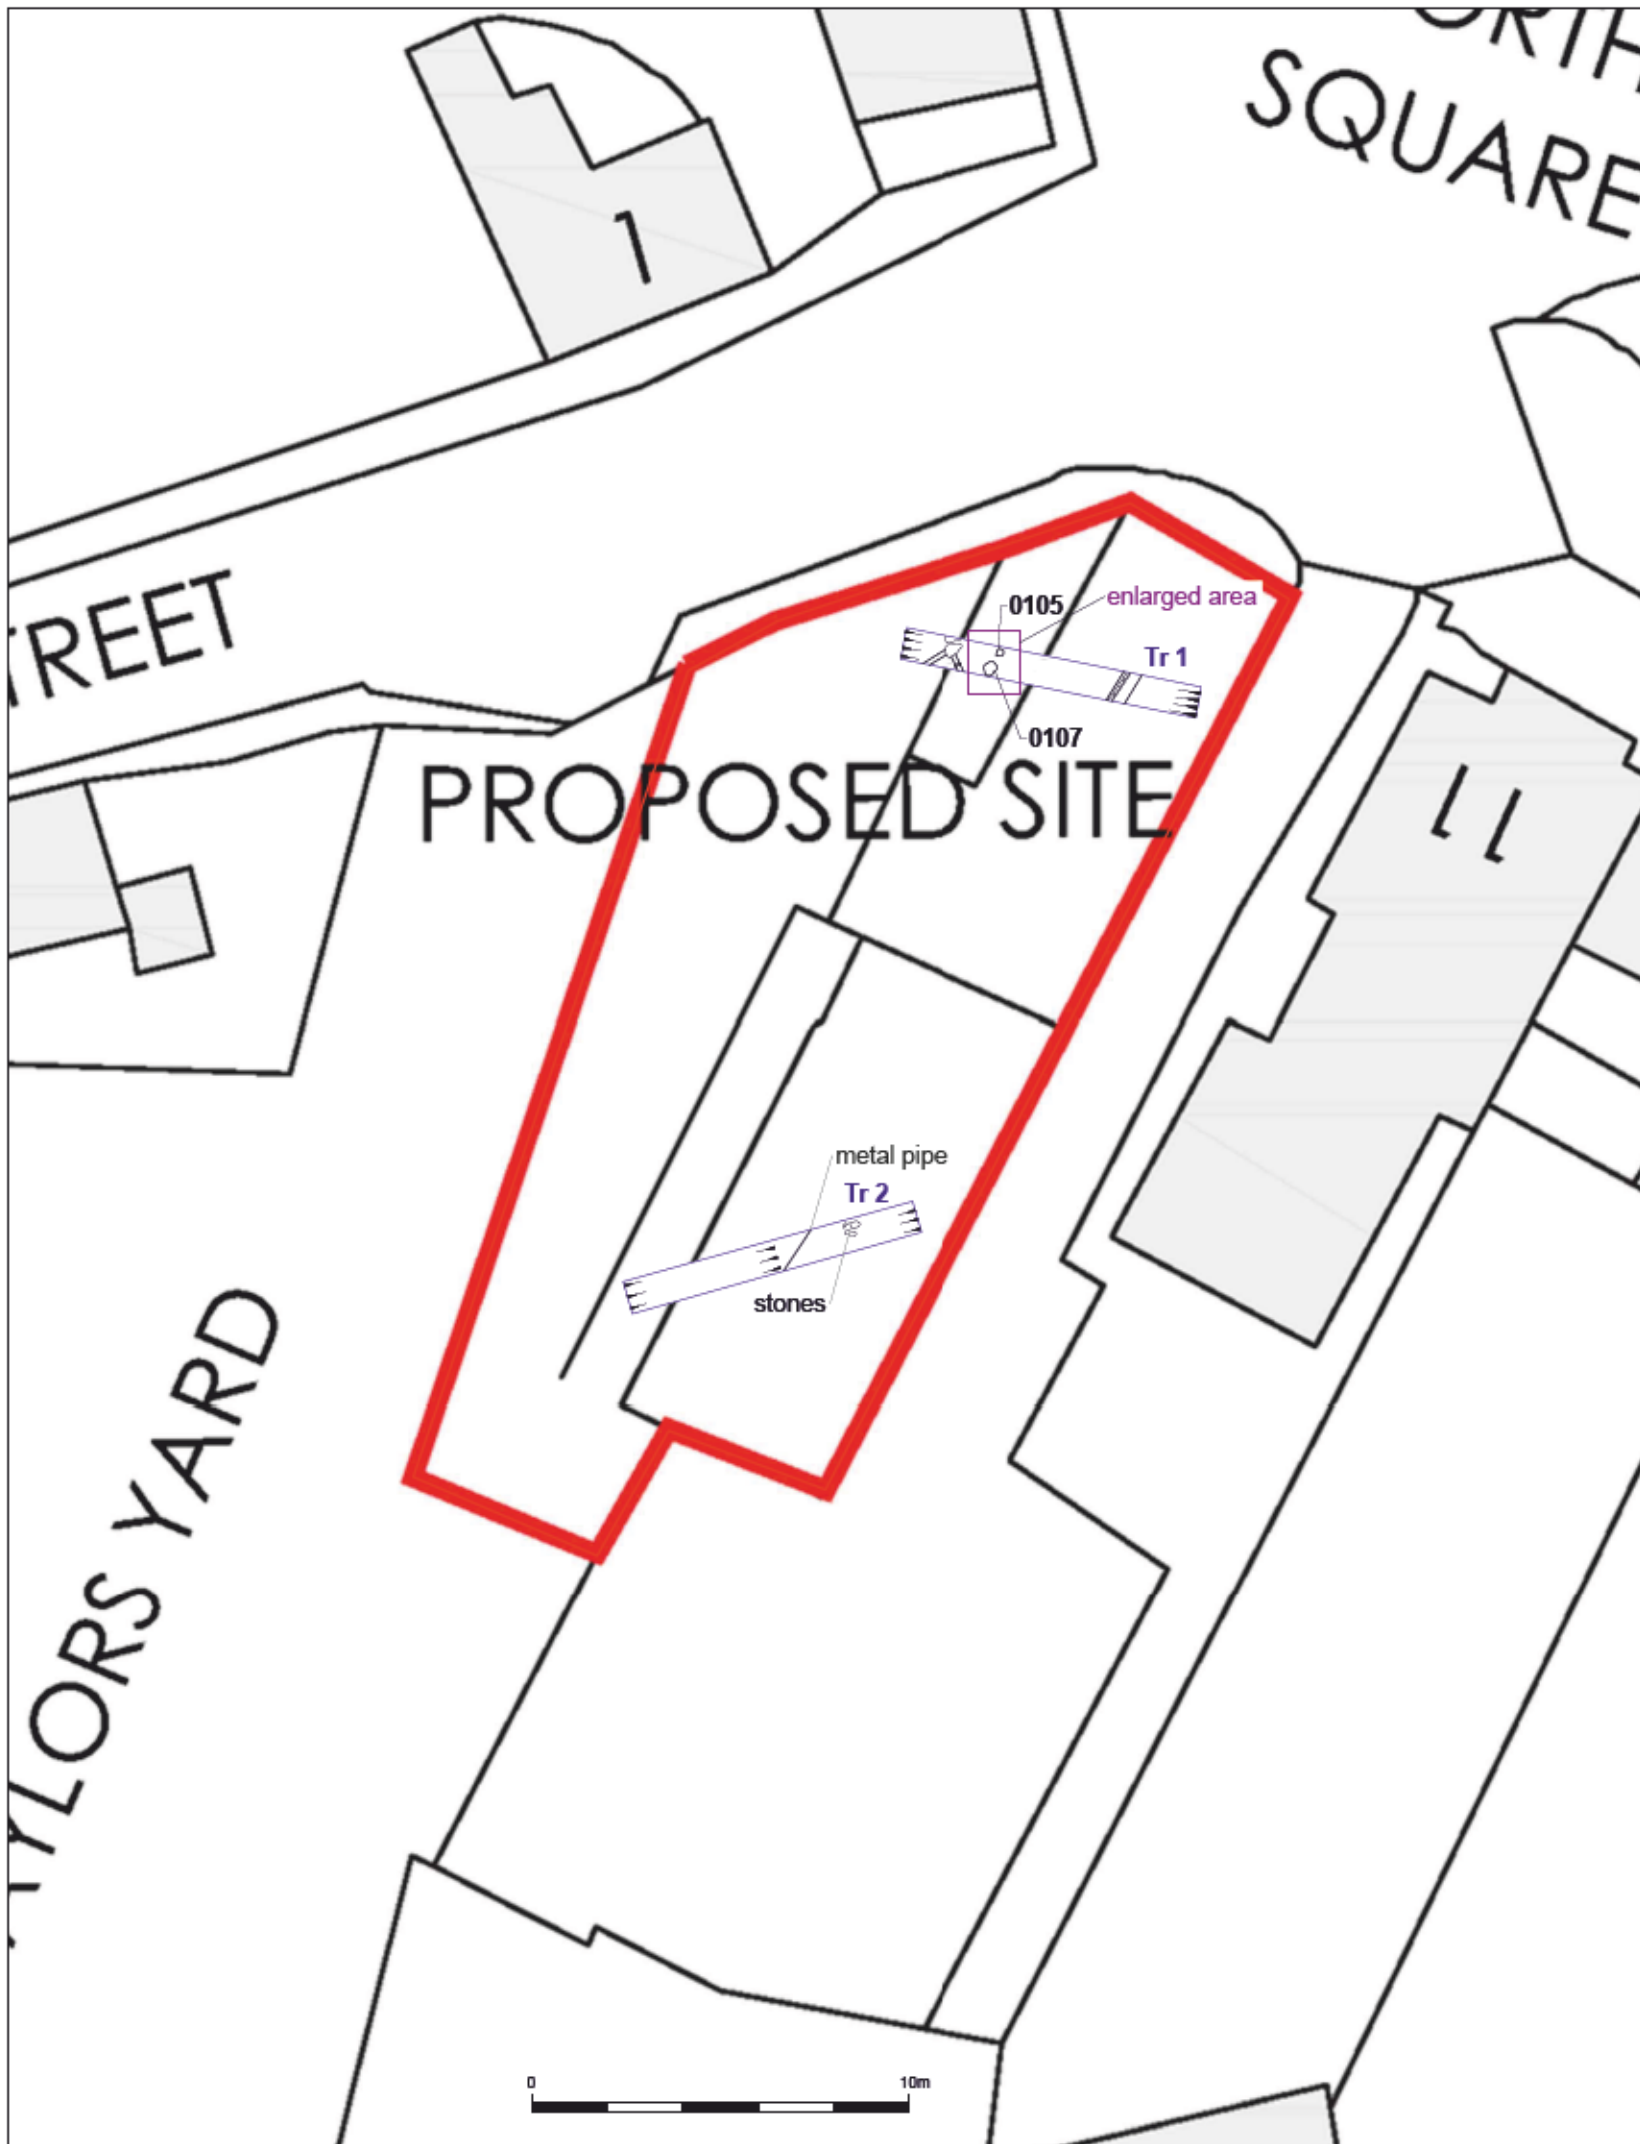 SQUARE
1
TREET
0105
enlarged area
Tr 1
0107
PROPOSED SITE
11
metal pipe
Tr 2
stones
YLORS YARD
0
10m